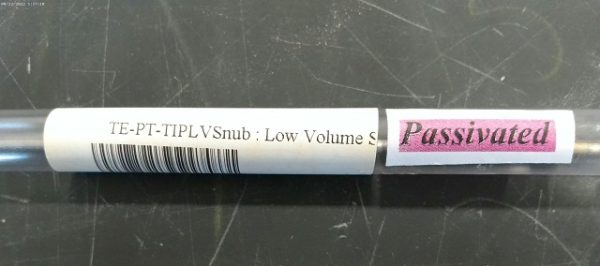 TE-PT-TIPLVSnub : Low Volume S
Passivated